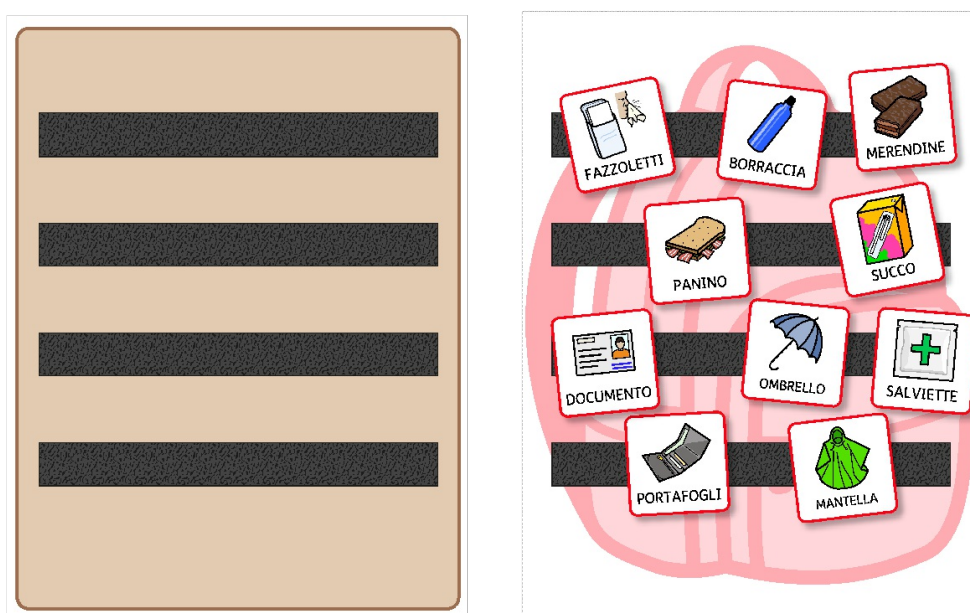 FAZZOLETTI
BORRACCIA
MERENDINE
PANINO
SUCCO
DOCUMENTO
OMBRELLO
SALVIETTE
PORTAFOGLI
MANTELLA